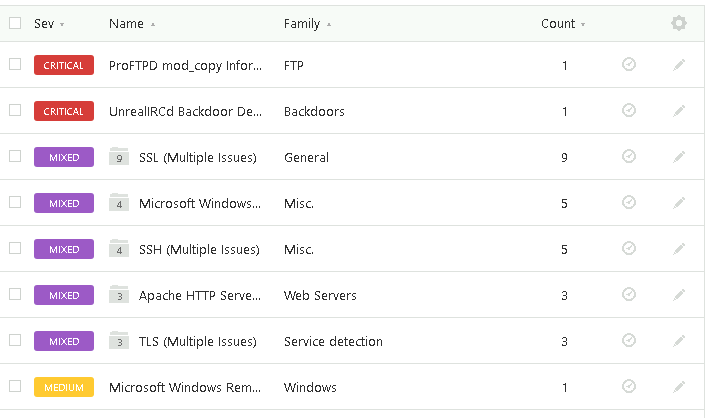 Sev Name Family Count
CRITICAL ProFTPD mod_copy Infor... FTP 1
CRITICAL UnrealIRCd Backdoor De... Backdoors 1
MIXED 9 SSL (Multiple Issues) General 9
MIXED 4 Microsoft Windows... Misc. 5
MIXED 4 SSH (Multiple Issues) Misc. 5
MIXED 3 Apache HTTP Serve... Web Servers 3
MIXED 3 TLS (Multiple Issues) Service detection 3
MEDIUM Microsoft Windows Rem... Windows 1